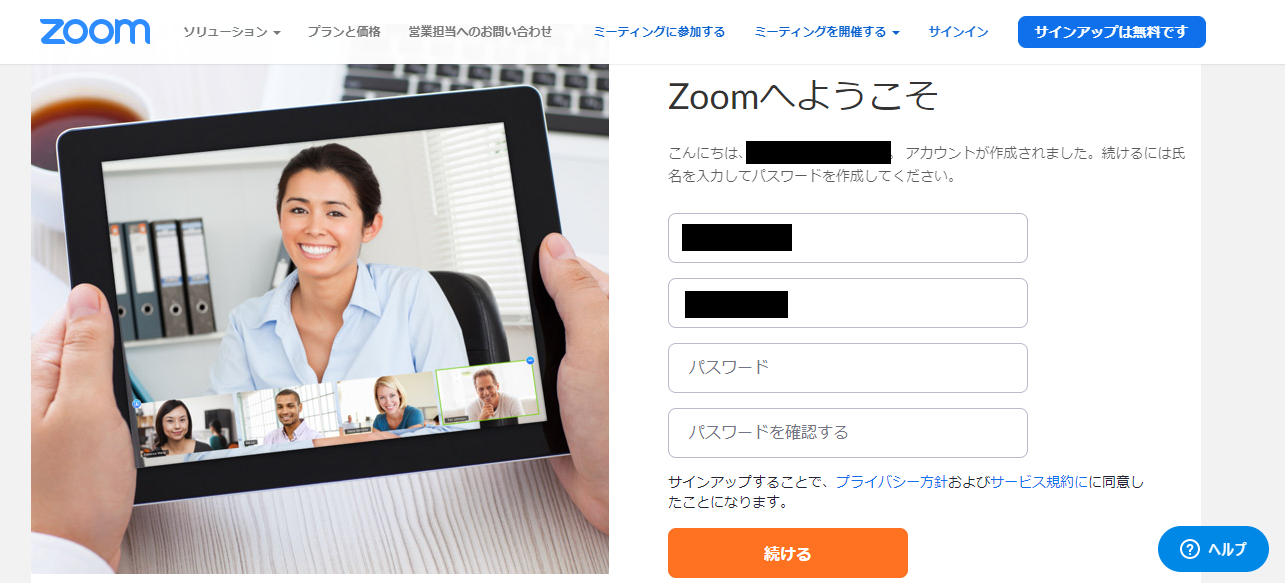 zoom
ソリューション
プランと価格
営業担当へのお問い合わせ
ミーティングに参加する
ミーティングを開催する
サインイン
サインアップは無料です
Zoomへようこそ
こんにちは、 。アカウントが作成されました。続けるには氏
名を入力してパスワードを作成してください。
パスワード
パスワードを確認する
サインアップすることで、プライバシー方針およびサービス規約にに同意し
たことになります。
続ける
ヘルプ